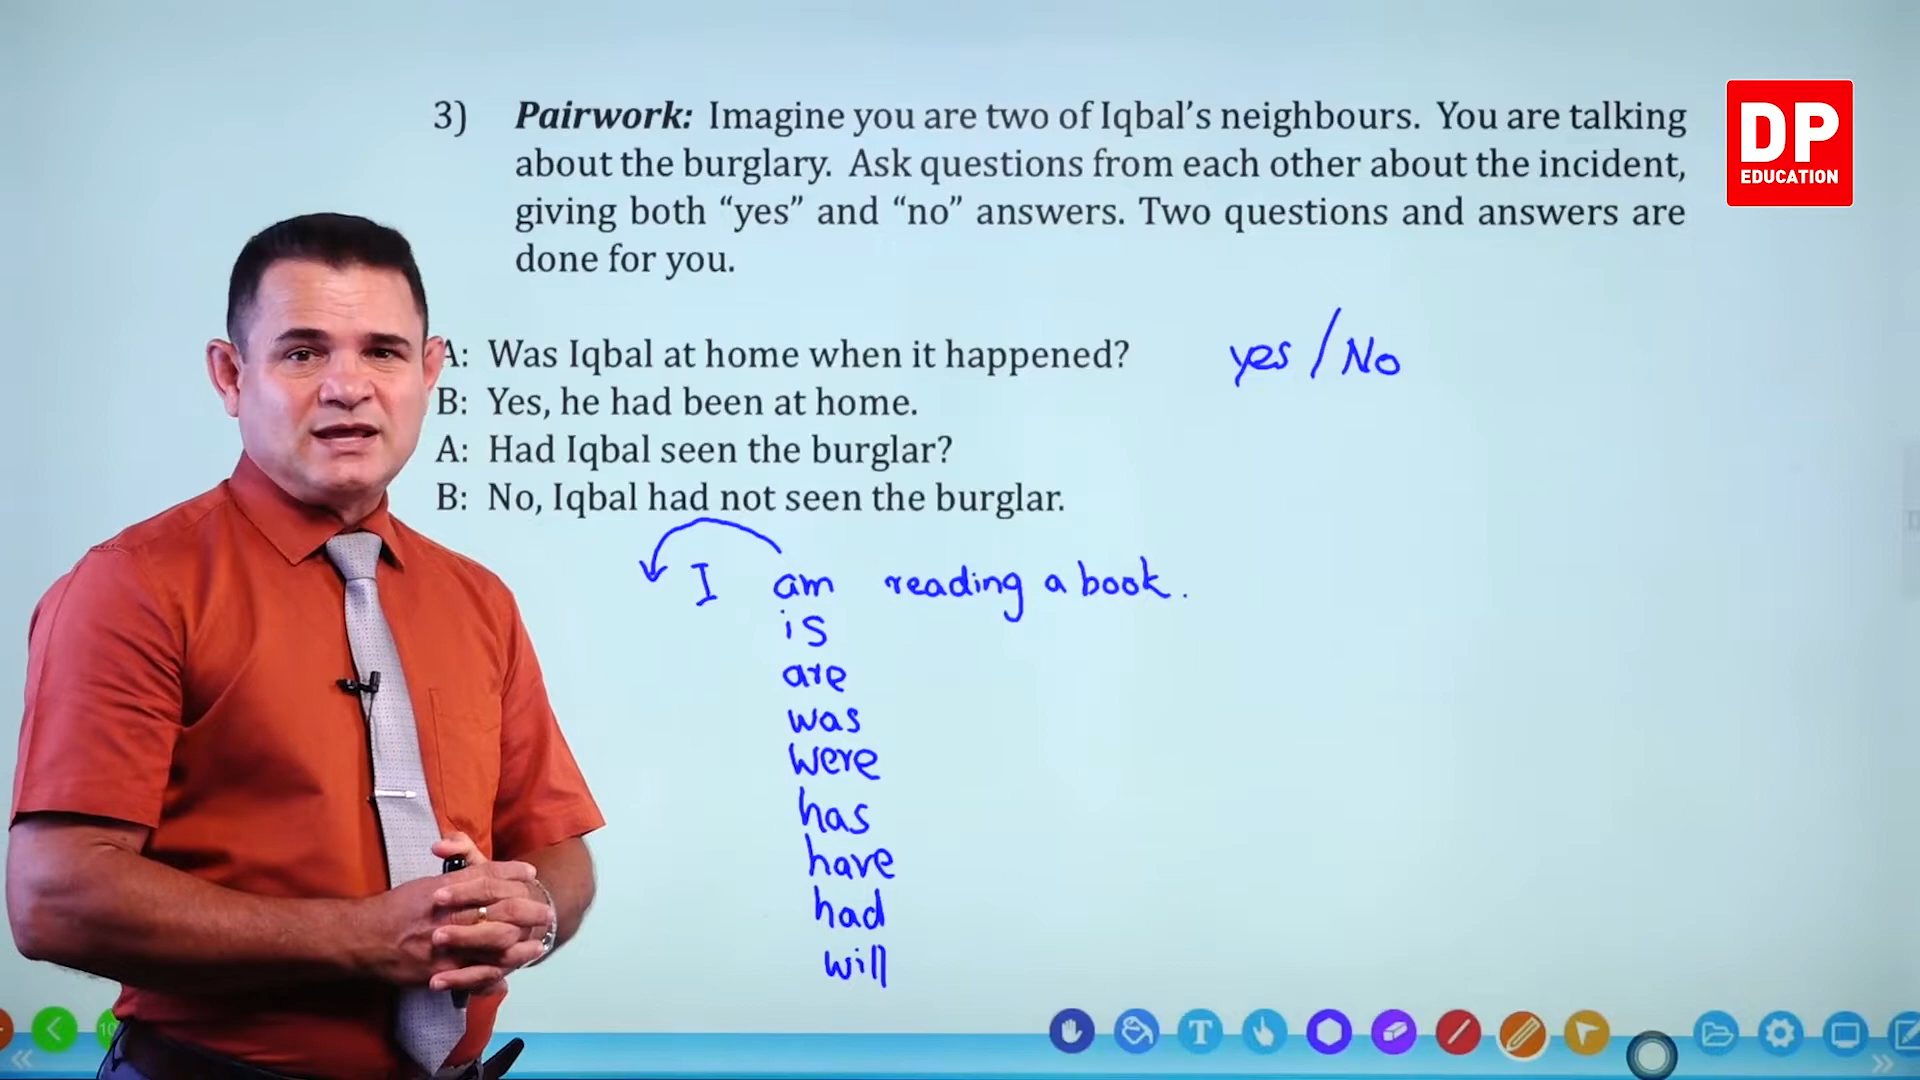 3) Pairwork: Imagine you are two of Iqbal’s neighbours. You are talking
about the burglary. Ask questions from each other about the incident,
giving both “yes” and “no” answers. Two questions and answers are
done for you.
DP
EDUCATION
A: Was Iqbal at home when it happened?
yes / No
B: Yes, he had been at home.
A: Had Iqbal seen the burglar?
B: No, Iqbal had not seen the burglar.
I am reading a book.
is
are
was
were
has
have
had
will
T